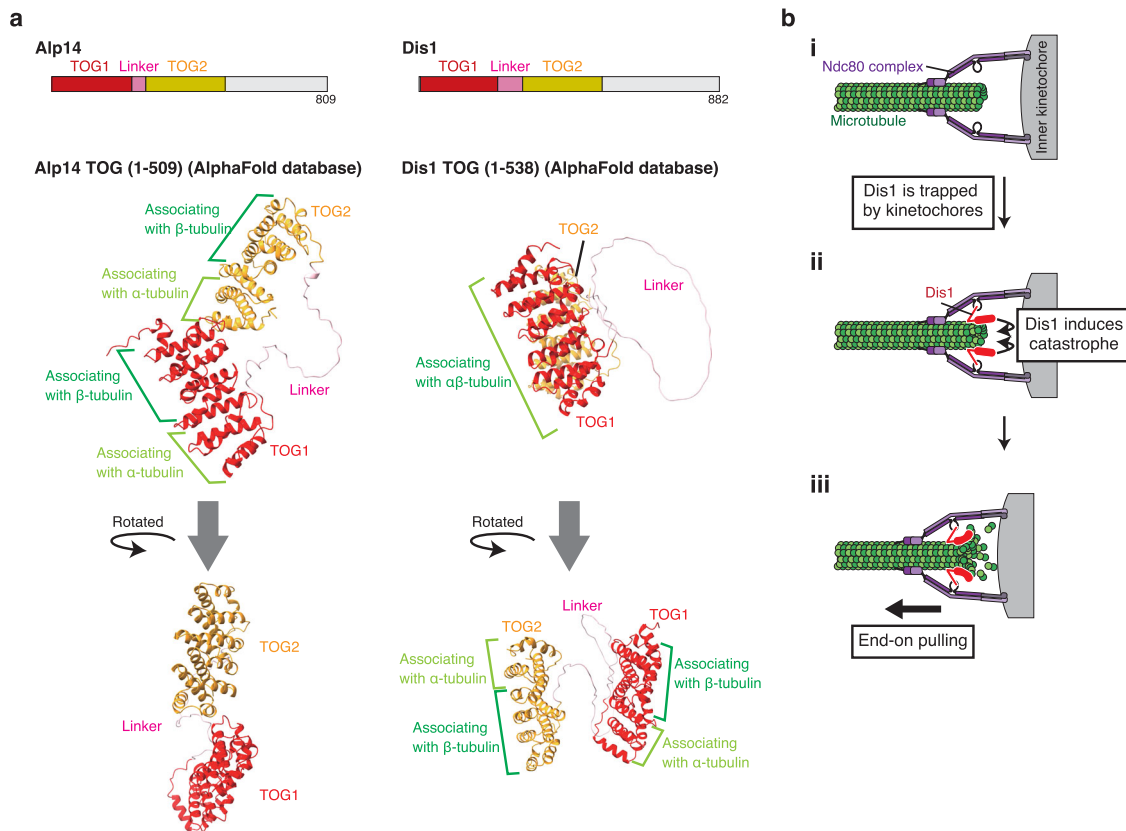 a
Alp14
TOG1
Linker
TOG2
809
Dis1
TOG1
Linker
TOG2
882
Alp14 TOG (1-509) (AlphaFold database)
Associating
with β-tubulin
TOG2
Associating
with α-tubulin
Associating
with β-tubulin
Linker
TOG1
Associating
with α-tubulin
Rotated
TOG2
Linker
TOG1
Dis1 TOG (1-538) (AlphaFold database)
TOG2
Linker
Associating
with αβ-tubulin
TOG1
Rotated
Linker
TOG1
TOG2
Associating
with α-tubulin
Associating
with β-tubulin
Associating
with β-tubulin
Associating
with α-tubulin
b
i
Ndc80 complex
Microtubule
Inner kinetochore
Dis1 is trapped
by kinetochores
ii
Dis1
Dis1 induces
catastrophe
iii
End-on pulling